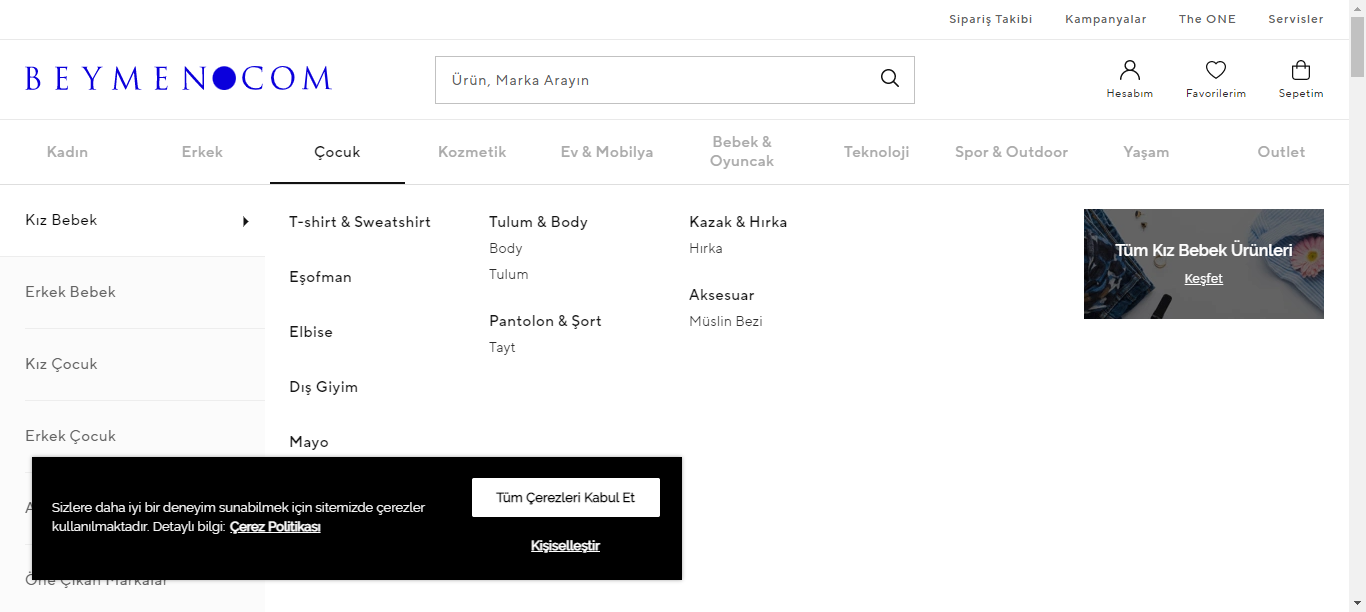 Sipariş Takibi
Kampanyalar
The ONE
Servisler
BEYMEN COM
Ürün, Marka Arayın
Hesabım
Favorilerim
Sepetim
Kadın
Erkek
Çocuk
Kozmetik
Ev & Mobilya
Bebek &
Oyuncak
Teknoloji
Spor & Outdoor
Yaşam
Outlet
Kız Bebek
Erkek Bebek
Kız Çocuk
Erkek Çocuk
Öne Çıkan Markalar
T-shirt & Sweatshirt
Eşofman
Elbise
Dış Giyim
Mayo
Tulum & Body
Body
Tulum
Pantolon & Şort
Tayt
Kazak & Hırka
Hırka
Aksesuar
Müslin Bezi
Tüm Kız Bebek Ürünleri
Keşfet
Sizlere daha iyi bir deneyim sunabilmek için sitemizde çerezler
kullanılmaktadır. Detaylı bilgi: Çerez Politikası
Tüm Çerezleri Kabul Et
Kişiselleştir